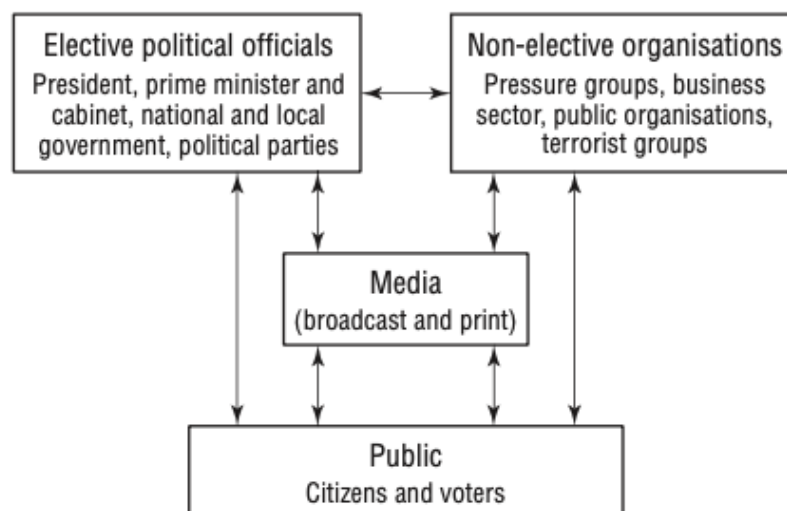 Elective political officials
President, prime minister and
cabinet, national and local
government, political parties
Non-elective organisations
Pressure groups, business
sector, public organisations,
terrorist groups
Media
(broadcast and print)
Public
Citizens and voters